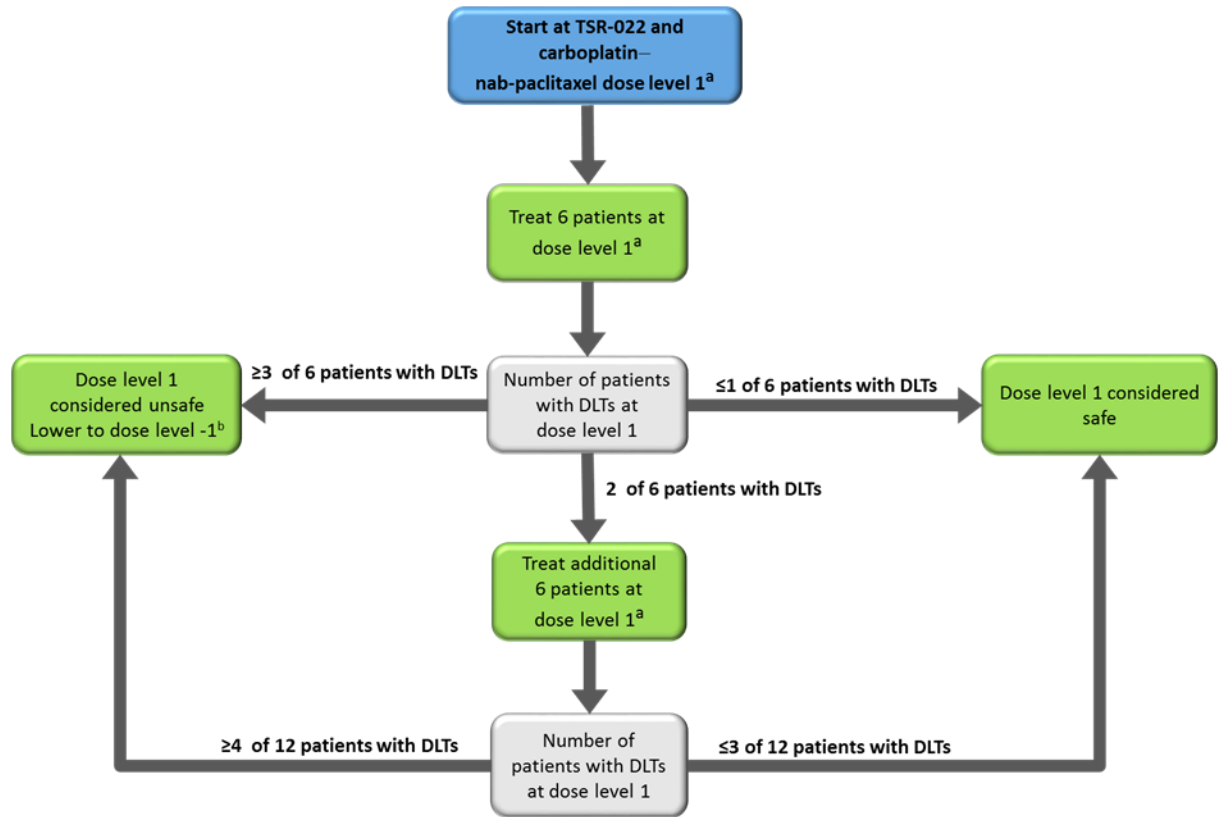 Start at TSR-022 and
carboplatin–
nab-paclitaxel dose level 1ᵃ
Treat 6 patients at
dose level 1ᵃ
≥3 of 6 patients with DLTs
≤1 of 6 patients with DLTs
Dose level 1
considered unsafe
Lower to dose level -1ᵇ
Number of patients
with DLTs at
dose level 1
Dose level 1 considered
safe
2 of 6 patients with DLTs
Treat additional
6 patients at
dose level 1ᵃ
≥4 of 12 patients with DLTs
≤3 of 12 patients with DLTs
Number of
patients with DLTs
at dose level 1